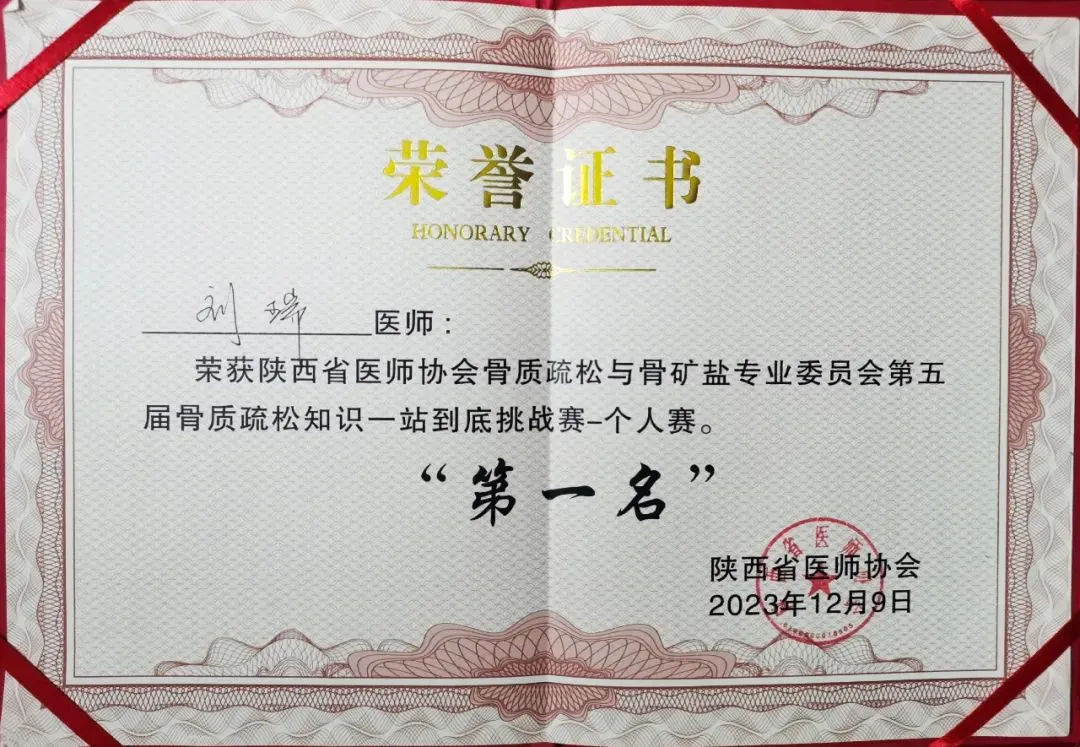 荣誉证书
HONORARY CREDENTIAL
刘瑞医师：
荣获陕西省医师协会骨质疏松与骨矿盐专业委员会第五
届骨质疏松知识一站到底挑战赛-个人赛。
“第一名”
陕西省医师协会
2023年12月9日